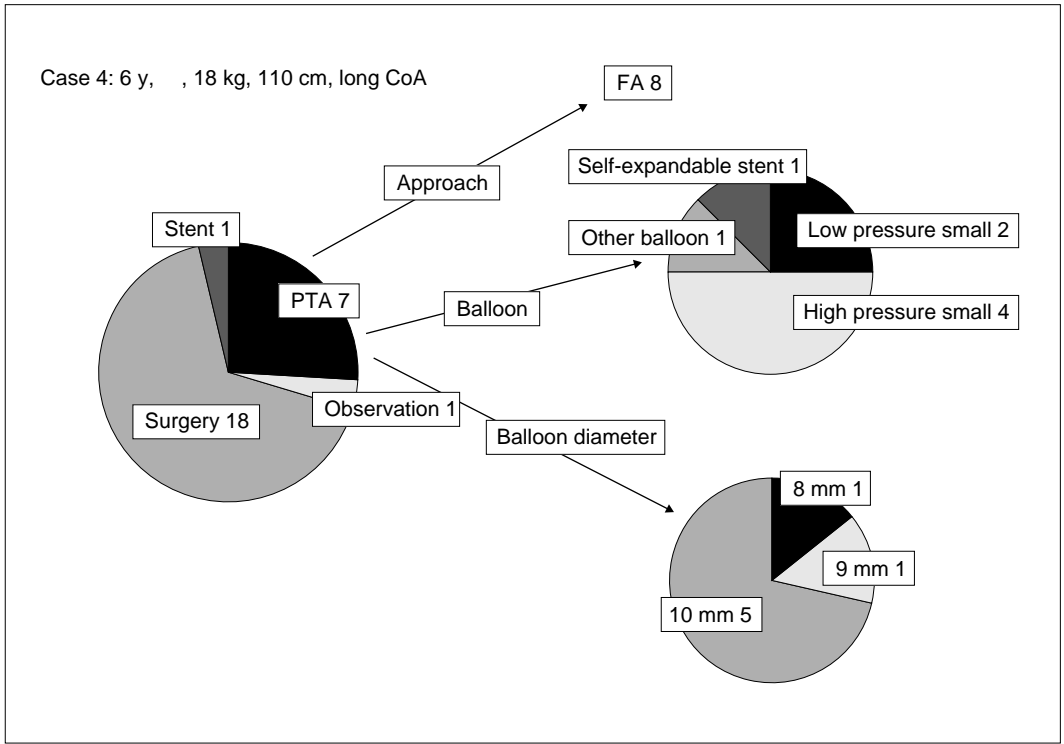 Case 4: 6 y, , 18 kg, 110 cm, long CoA
FA 8
Approach
Self-expandable stent 1
Stent 1
Other balloon 1
Low pressure small 2
PTA 7
Balloon
High pressure small 4
Observation 1
Surgery 18
Balloon diameter
8 mm 1
9 mm 1
10 mm 5